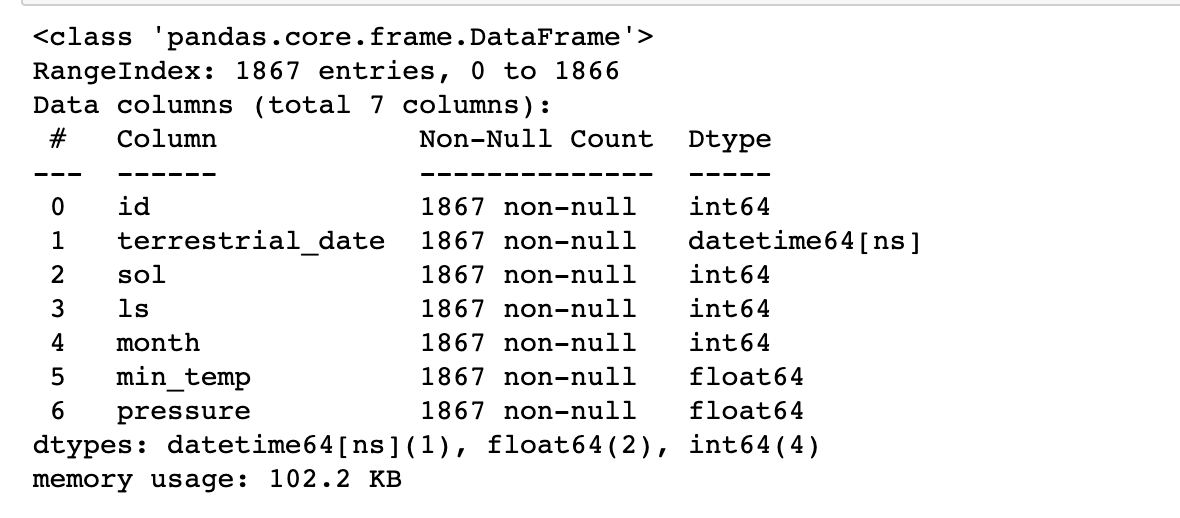 <class 'pandas.core.frame.DataFrame'>
RangeIndex: 1867 entries, 0 to 1866
Data columns (total 7 columns):
 #   Column            Non-Null Count  Dtype
---  ------            --------------  -----
 0   id                1867 non-null   int64
 1   terrestrial_date  1867 non-null   datetime64[ns]
 2   sol               1867 non-null   int64
 3   ls                1867 non-null   int64
 4   month             1867 non-null   int64
 5   min_temp          1867 non-null   float64
 6   pressure          1867 non-null   float64
dtypes: datetime64[ns](1), float64(2), int64(4)
memory usage: 102.2 KB